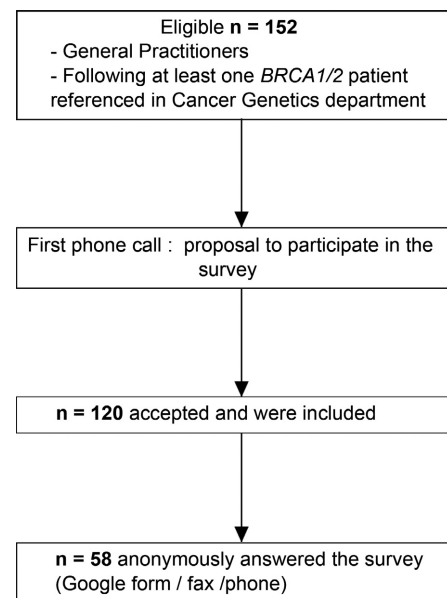 Eligible n = 152
- General Practitioners
- Following at least one BRCA1/2 patient
referenced in Cancer Genetics department
First phone call : proposal to participate in the
survey
n = 120 accepted and were included
n = 58 anonymously answered the survey
(Google form / fax /phone)